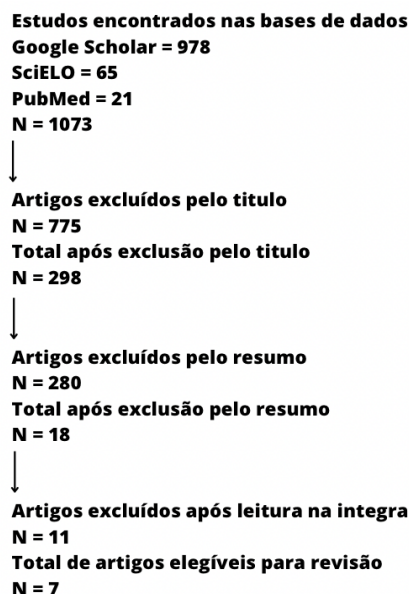 Estudos encontrados nas bases de dados
Google Scholar = 978
SciELO = 65
PubMed = 21
N = 1073
Artigos excluídos pelo titulo
N = 775
Total após exclusão pelo titulo
N = 298
Artigos excluídos pelo resumo
N = 280
Total após exclusão pelo resumo
N = 18
Artigos excluídos após leitura na integra
N = 11
Total de artigos elegíveis para revisão
N = 7